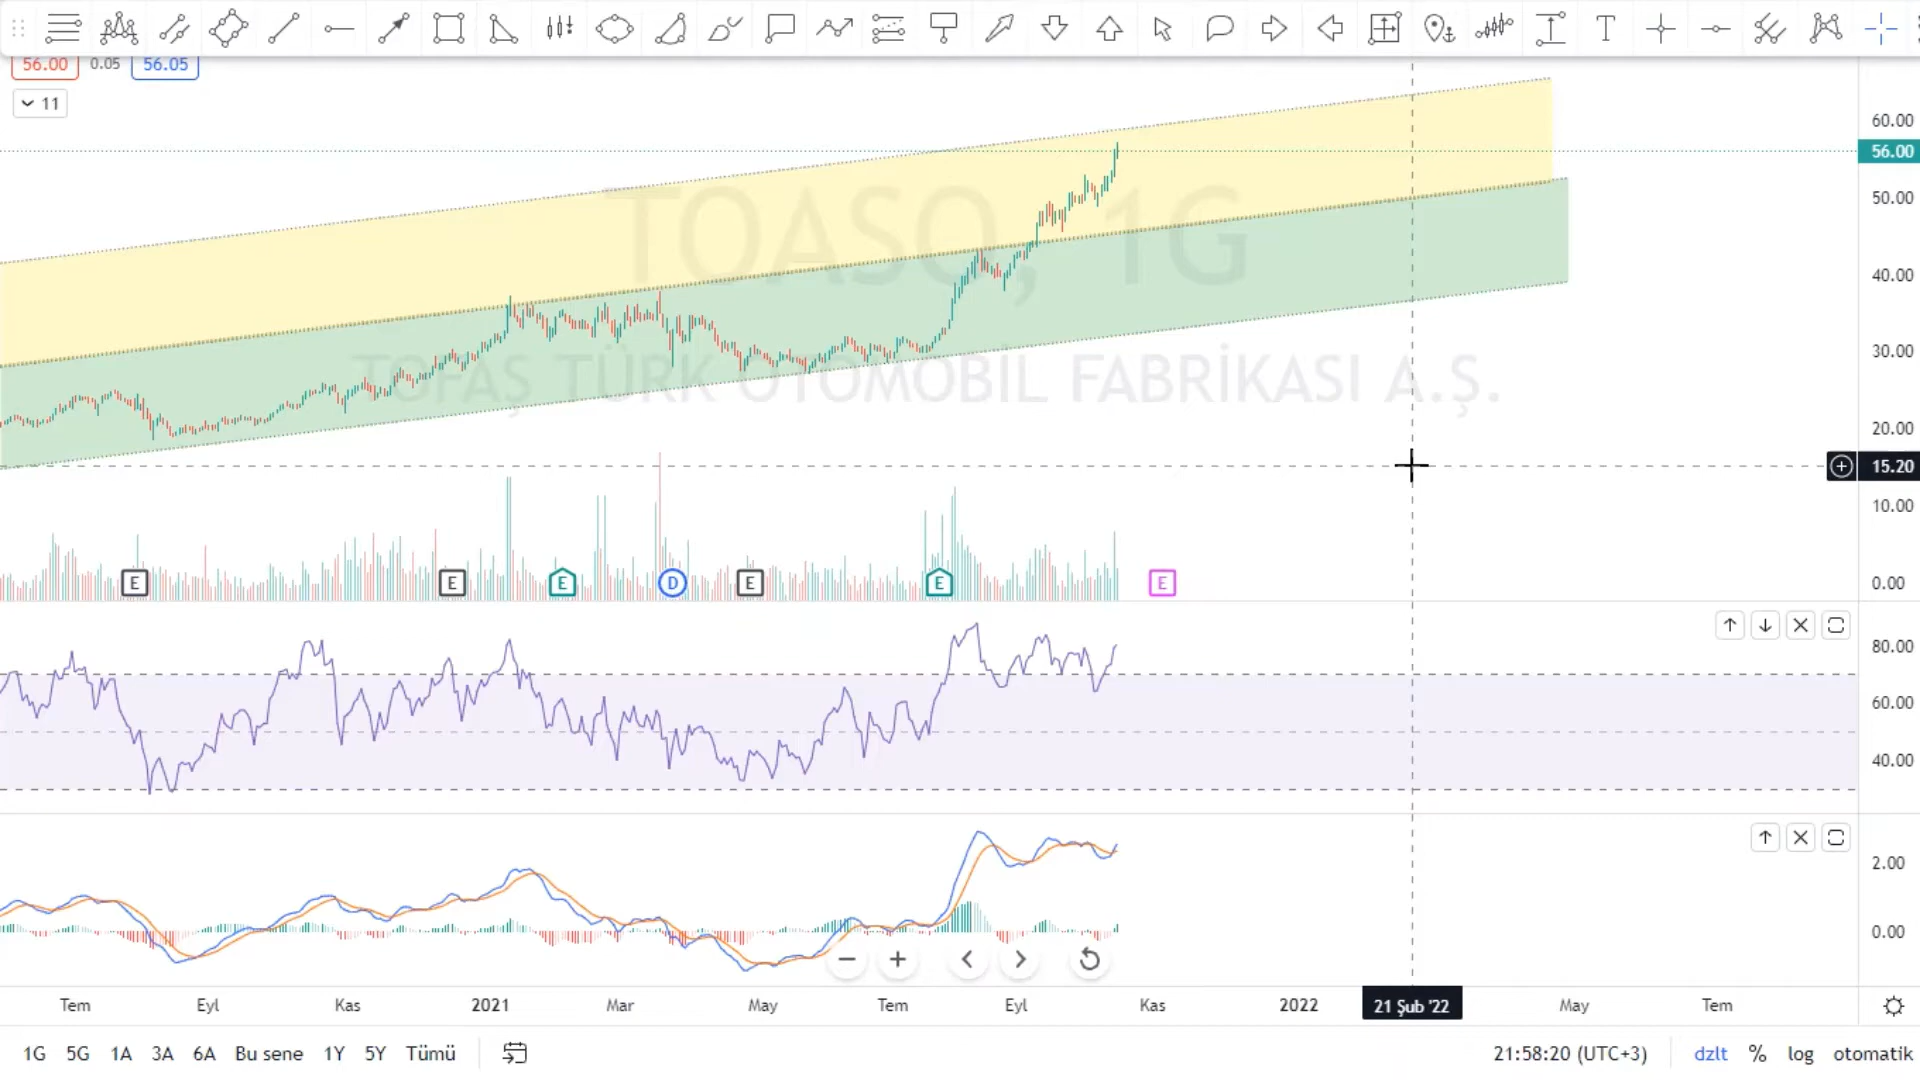 56.00 0.05 56.05
11
TOASO, 1G
TOFAŞ TÜRK OTOMOBİL FABRİKASI A.Ş.
60.00
56.00
50.00
40.00
30.00
20.00
15.20
10.00
0.00
E E E D E E E
80.00
60.00
40.00
2.00
0.00
Tem Eyl Kas 2021 Mar May Tem Eyl Kas 2022 21 Şub '22 May Tem
1G 5G 1A 3A 6A Bu sene 1Y 5Y Tümü 21:58:20 (UTC+3) dzlt % log otomatik